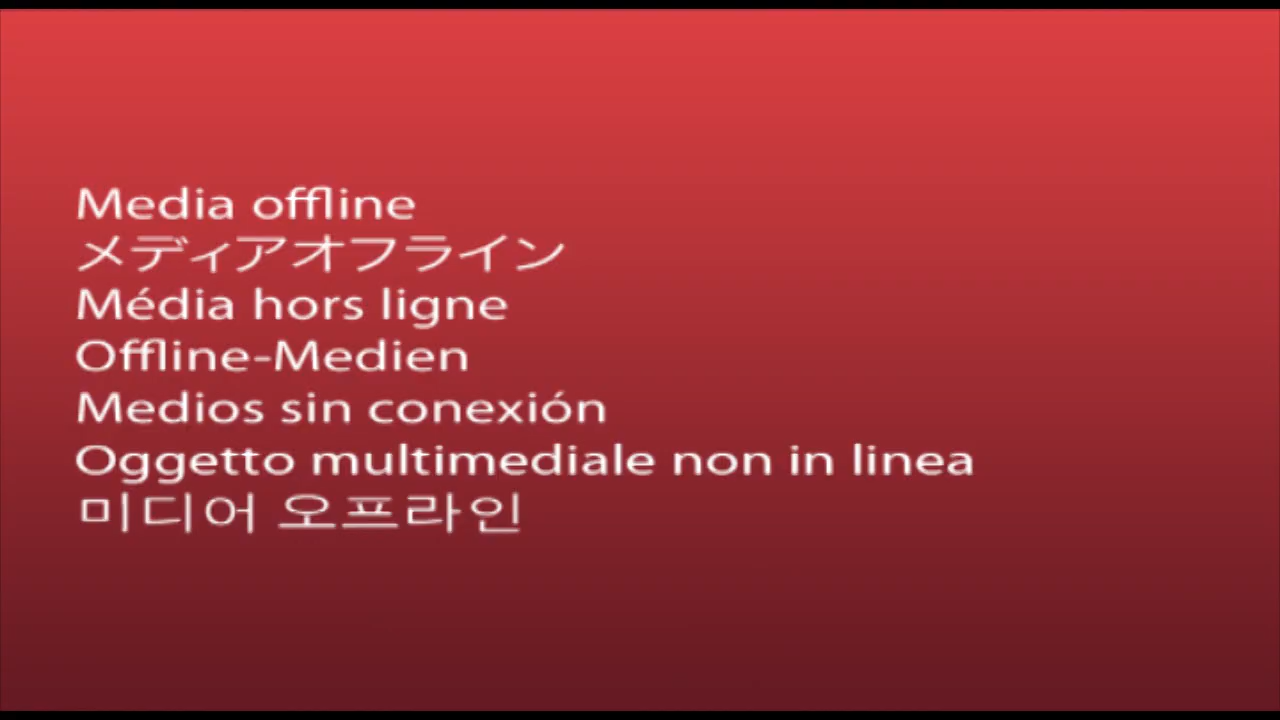 Media offline
メディアオフライン
Média hors ligne
Offline-Medien
Medios sin conexión
Oggetto multimediale non in linea
미디어 오프라인